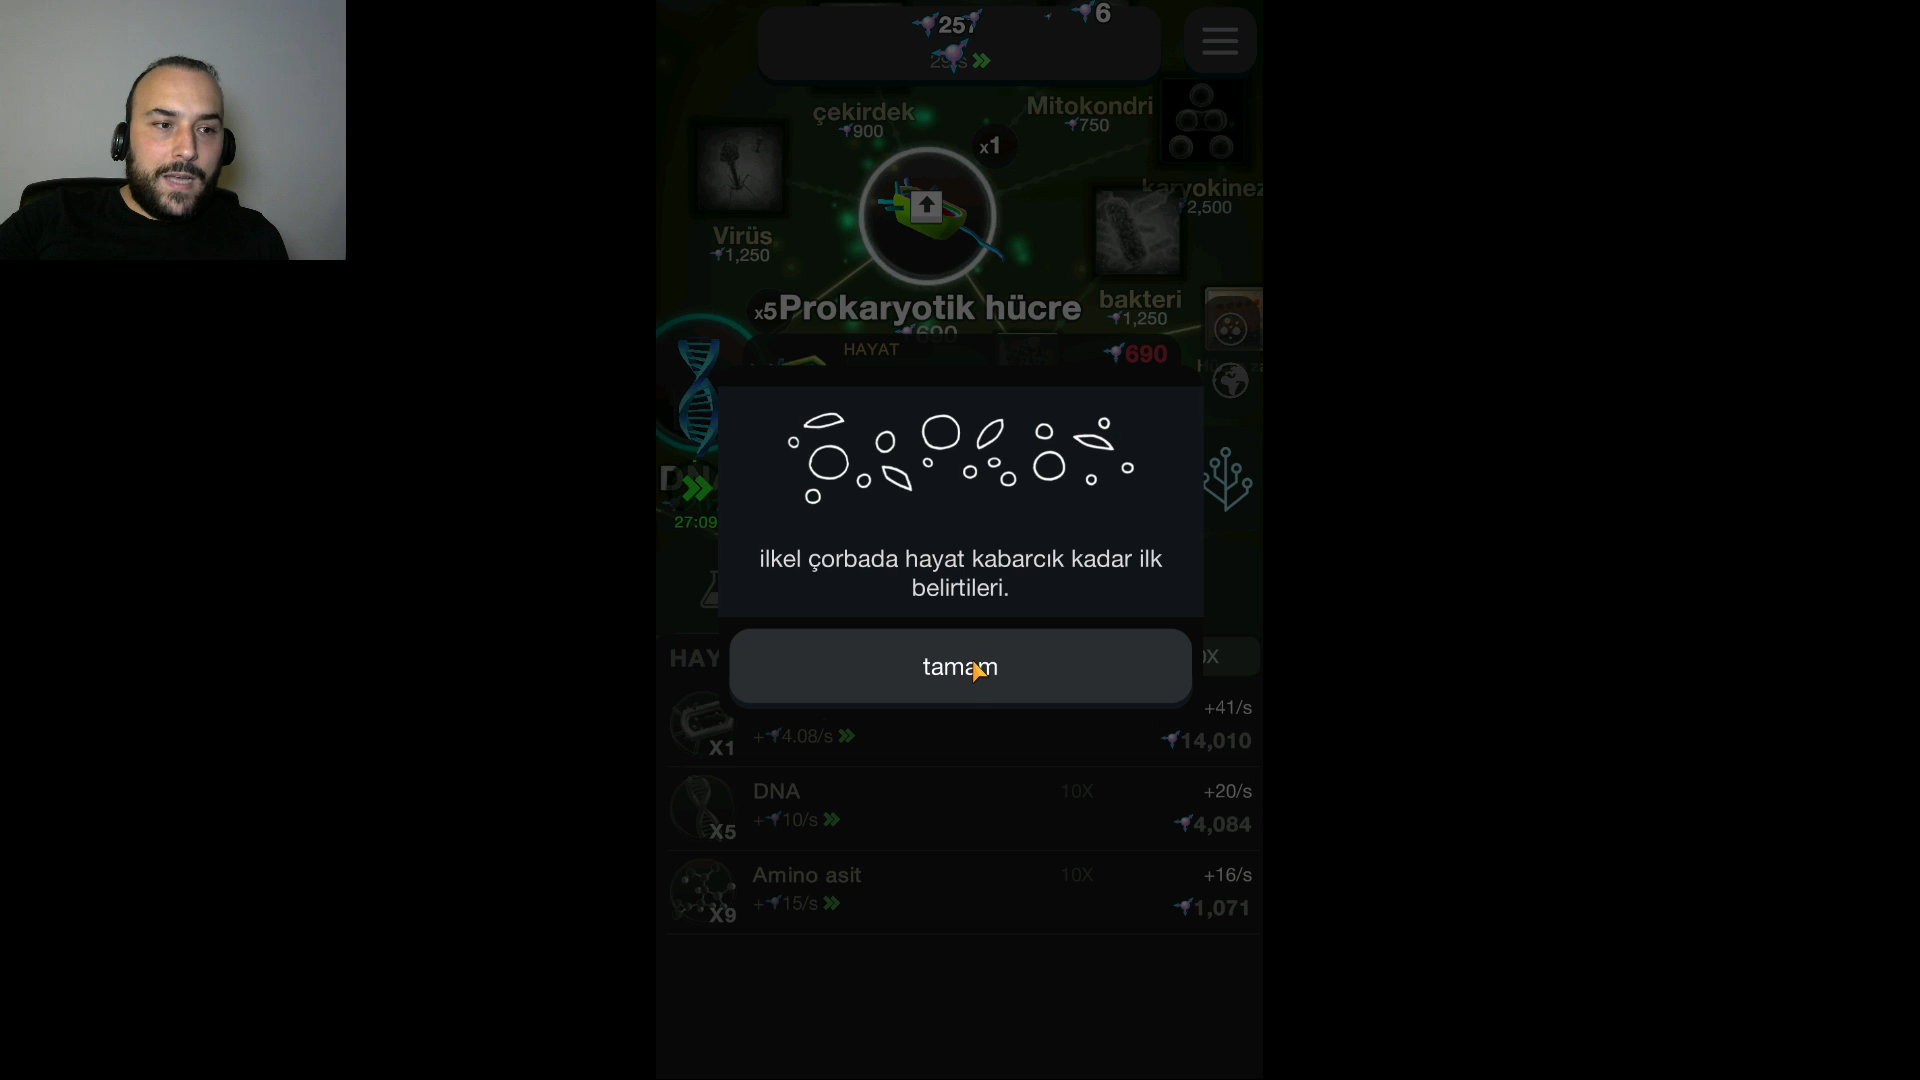 257
6
29/s
çekirdek
900
Mitokondri
750
x1
karyokinez
2,500
Virüs
1,250
x5
Prokaryotik hücre
690
bakteri
1,250
HAYAT
690
27:09
ilkel çorbada hayat kabarcık kadar ilk
belirtileri.
tamam
X1
+4.08/s
+41/s
14,010
DNA
10X
+20/s
X5
+10/s
4,084
Amino asit
10X
+16/s
X9
+15/s
1,071